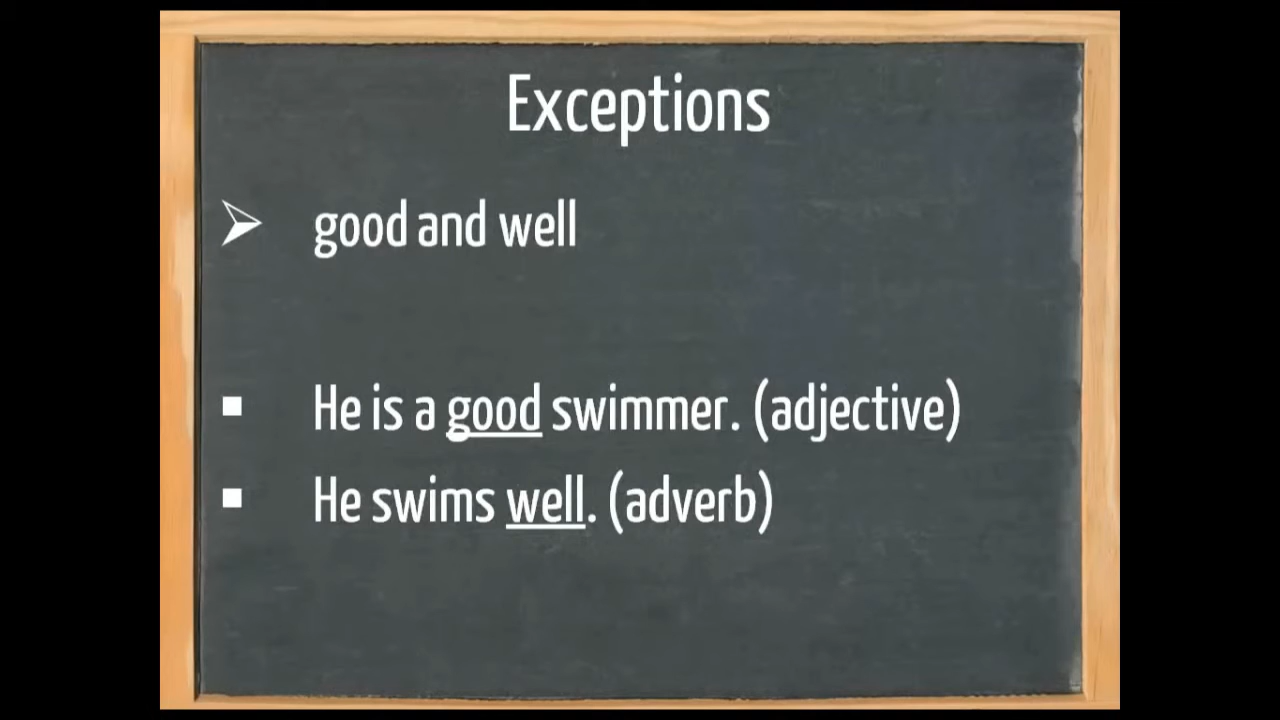 Exceptions
good and well
He is a good swimmer. (adjective)
He swims well. (adverb)